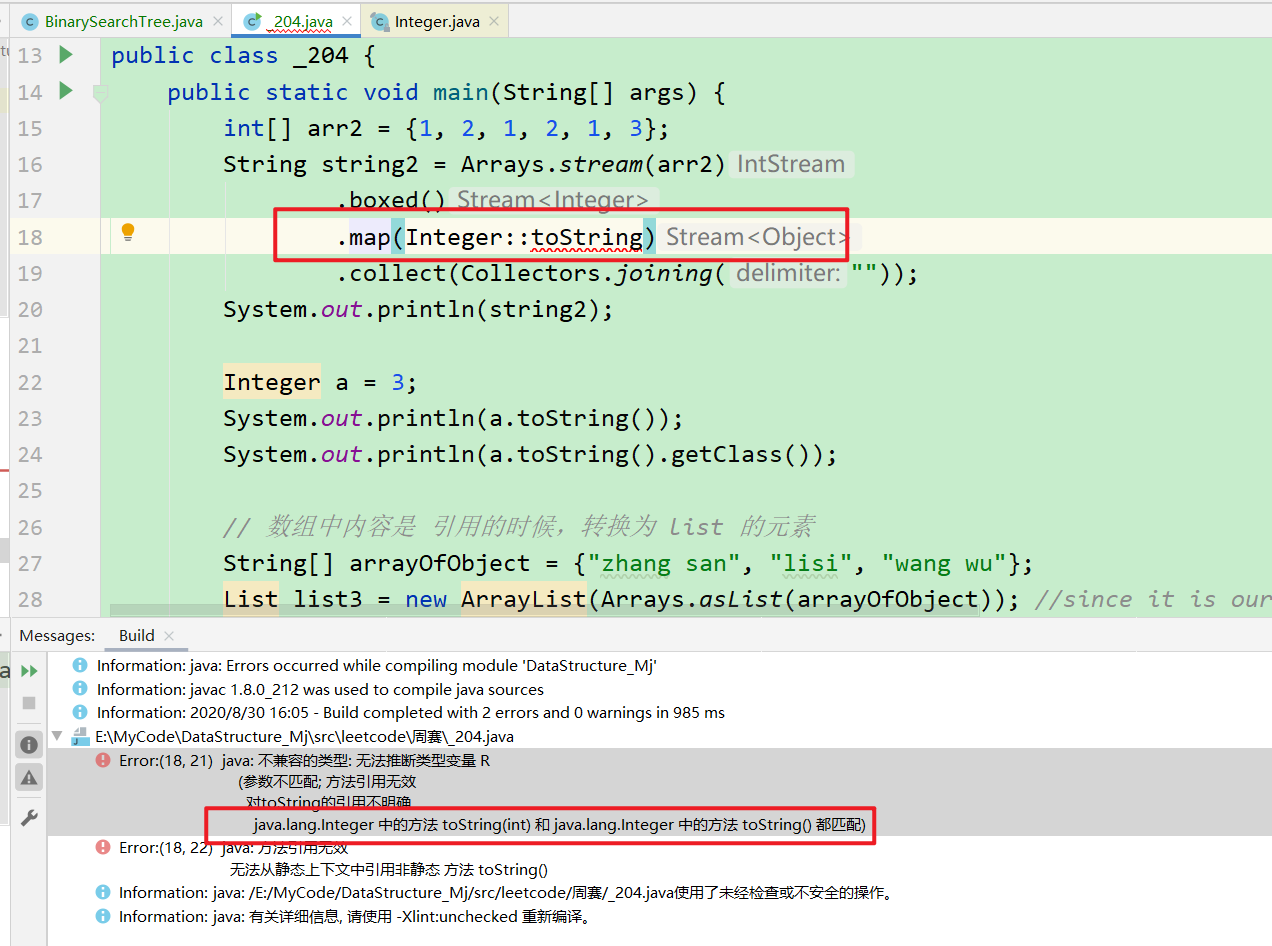 BinarySearchTree.java _204.java Integer.java
13 public class _204 {
14 public static void main(String[] args) {
15 int[] arr2 = {1, 2, 1, 2, 1, 3};
16 String string2 = Arrays.stream(arr2) IntStream
17 .boxed() Stream<Integer>
18 .map(Integer::toString) Stream<Object>
19 .collect(Collectors.joining( delimiter: ""));
20 System.out.println(string2);
21
22 Integer a = 3;
23 System.out.println(a.toString());
24 System.out.println(a.toString().getClass());
25
26 // 数组中内容是 引用的时候，转换为 list 的元素
27 String[] arrayOfObject = {"zhang san", "lisi", "wang wu"};
28 List list3 = new ArrayList(Arrays.asList(arrayOfObject)); //since it is our
Messages: Build
Information: java: Errors occurred while compiling module 'DataStructure_Mj'
Information: javac 1.8.0_212 was used to compile java sources
Information: 2020/8/30 16:05 - Build completed with 2 errors and 0 warnings in 985 ms
E:\MyCode\DataStructure_Mj\src\leetcode\周赛\_204.java
Error:(18, 21) java: 不兼容的类型: 无法推断类型变量 R
(参数不匹配; 方法引用无效
对toString的引用不明确
java.lang.Integer 中的方法 toString(int) 和 java.lang.Integer 中的方法 toString() 都匹配)
Error:(18, 22) java: 方法引用无效
无法从静态上下文中引用非静态 方法 toString()
Information: java: /E:/MyCode/DataStructure_Mj/src/leetcode/周赛/_204.java使用了未经检查或不安全的操作。
Information: java: 有关详细信息, 请使用 -Xlint:unchecked 重新编译。